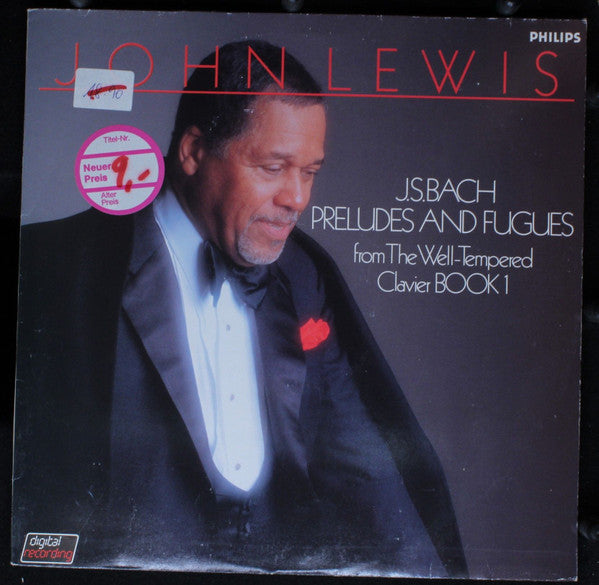 PHILIPS
JOHN LEWIS
Titel-Nr.
Neuer
Preis
9,-
Alter
Preis
J.S.BACH
PRELUDES AND FUGUES
from The Well-Tempered
Clavier BOOK 1
digital
recording